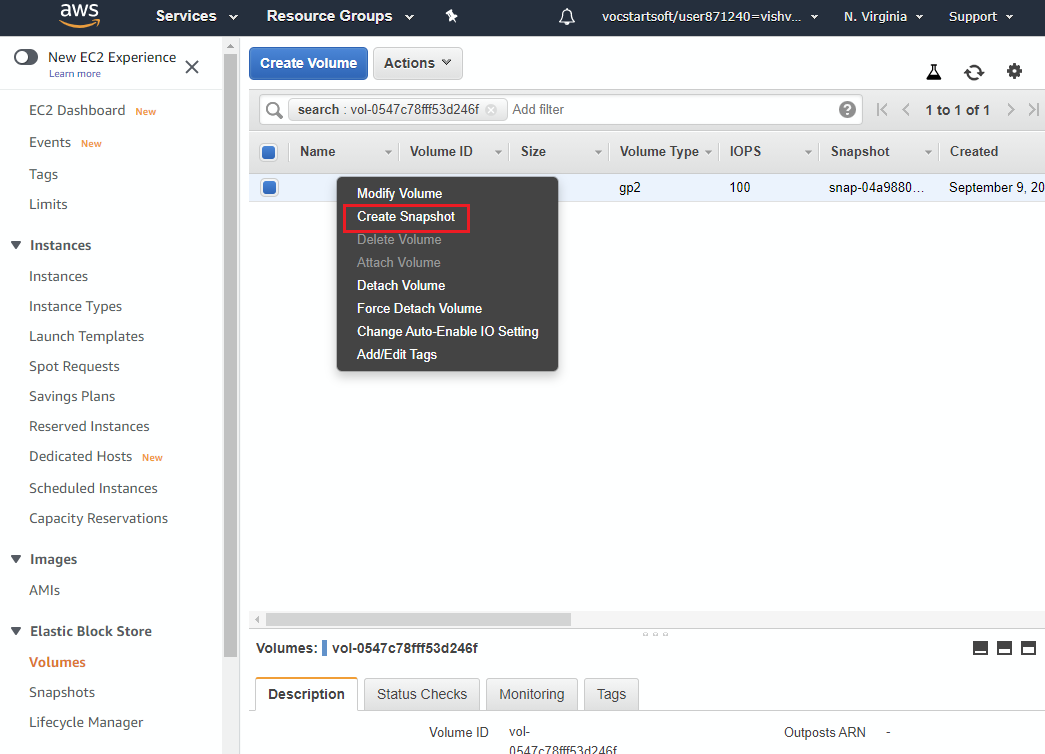 aws Services Resource Groups vocstartsoft/user871240=vishv... N. Virginia Support
New EC2 Experience
Learn more
EC2 Dashboard New
Events New
Tags
Limits
Instances
Instances
Instance Types
Launch Templates
Spot Requests
Savings Plans
Reserved Instances
Dedicated Hosts New
Scheduled Instances
Capacity Reservations
Images
AMIs
Elastic Block Store
Volumes
Snapshots
Lifecycle Manager
Create Volume Actions
search : vol-0547c78fff53d246f Add filter ? 1 to 1 of 1
Name Volume ID Size Volume Type IOPS Snapshot Created
gp2 100 snap-04a9880... September 9, 20
Modify Volume
Create Snapshot
Delete Volume
Attach Volume
Detach Volume
Force Detach Volume
Change Auto-Enable IO Setting
Add/Edit Tags
Volumes: vol-0547c78fff53d246f
Description Status Checks Monitoring Tags
Volume ID vol- Outposts ARN -
0547c78fff53d246f